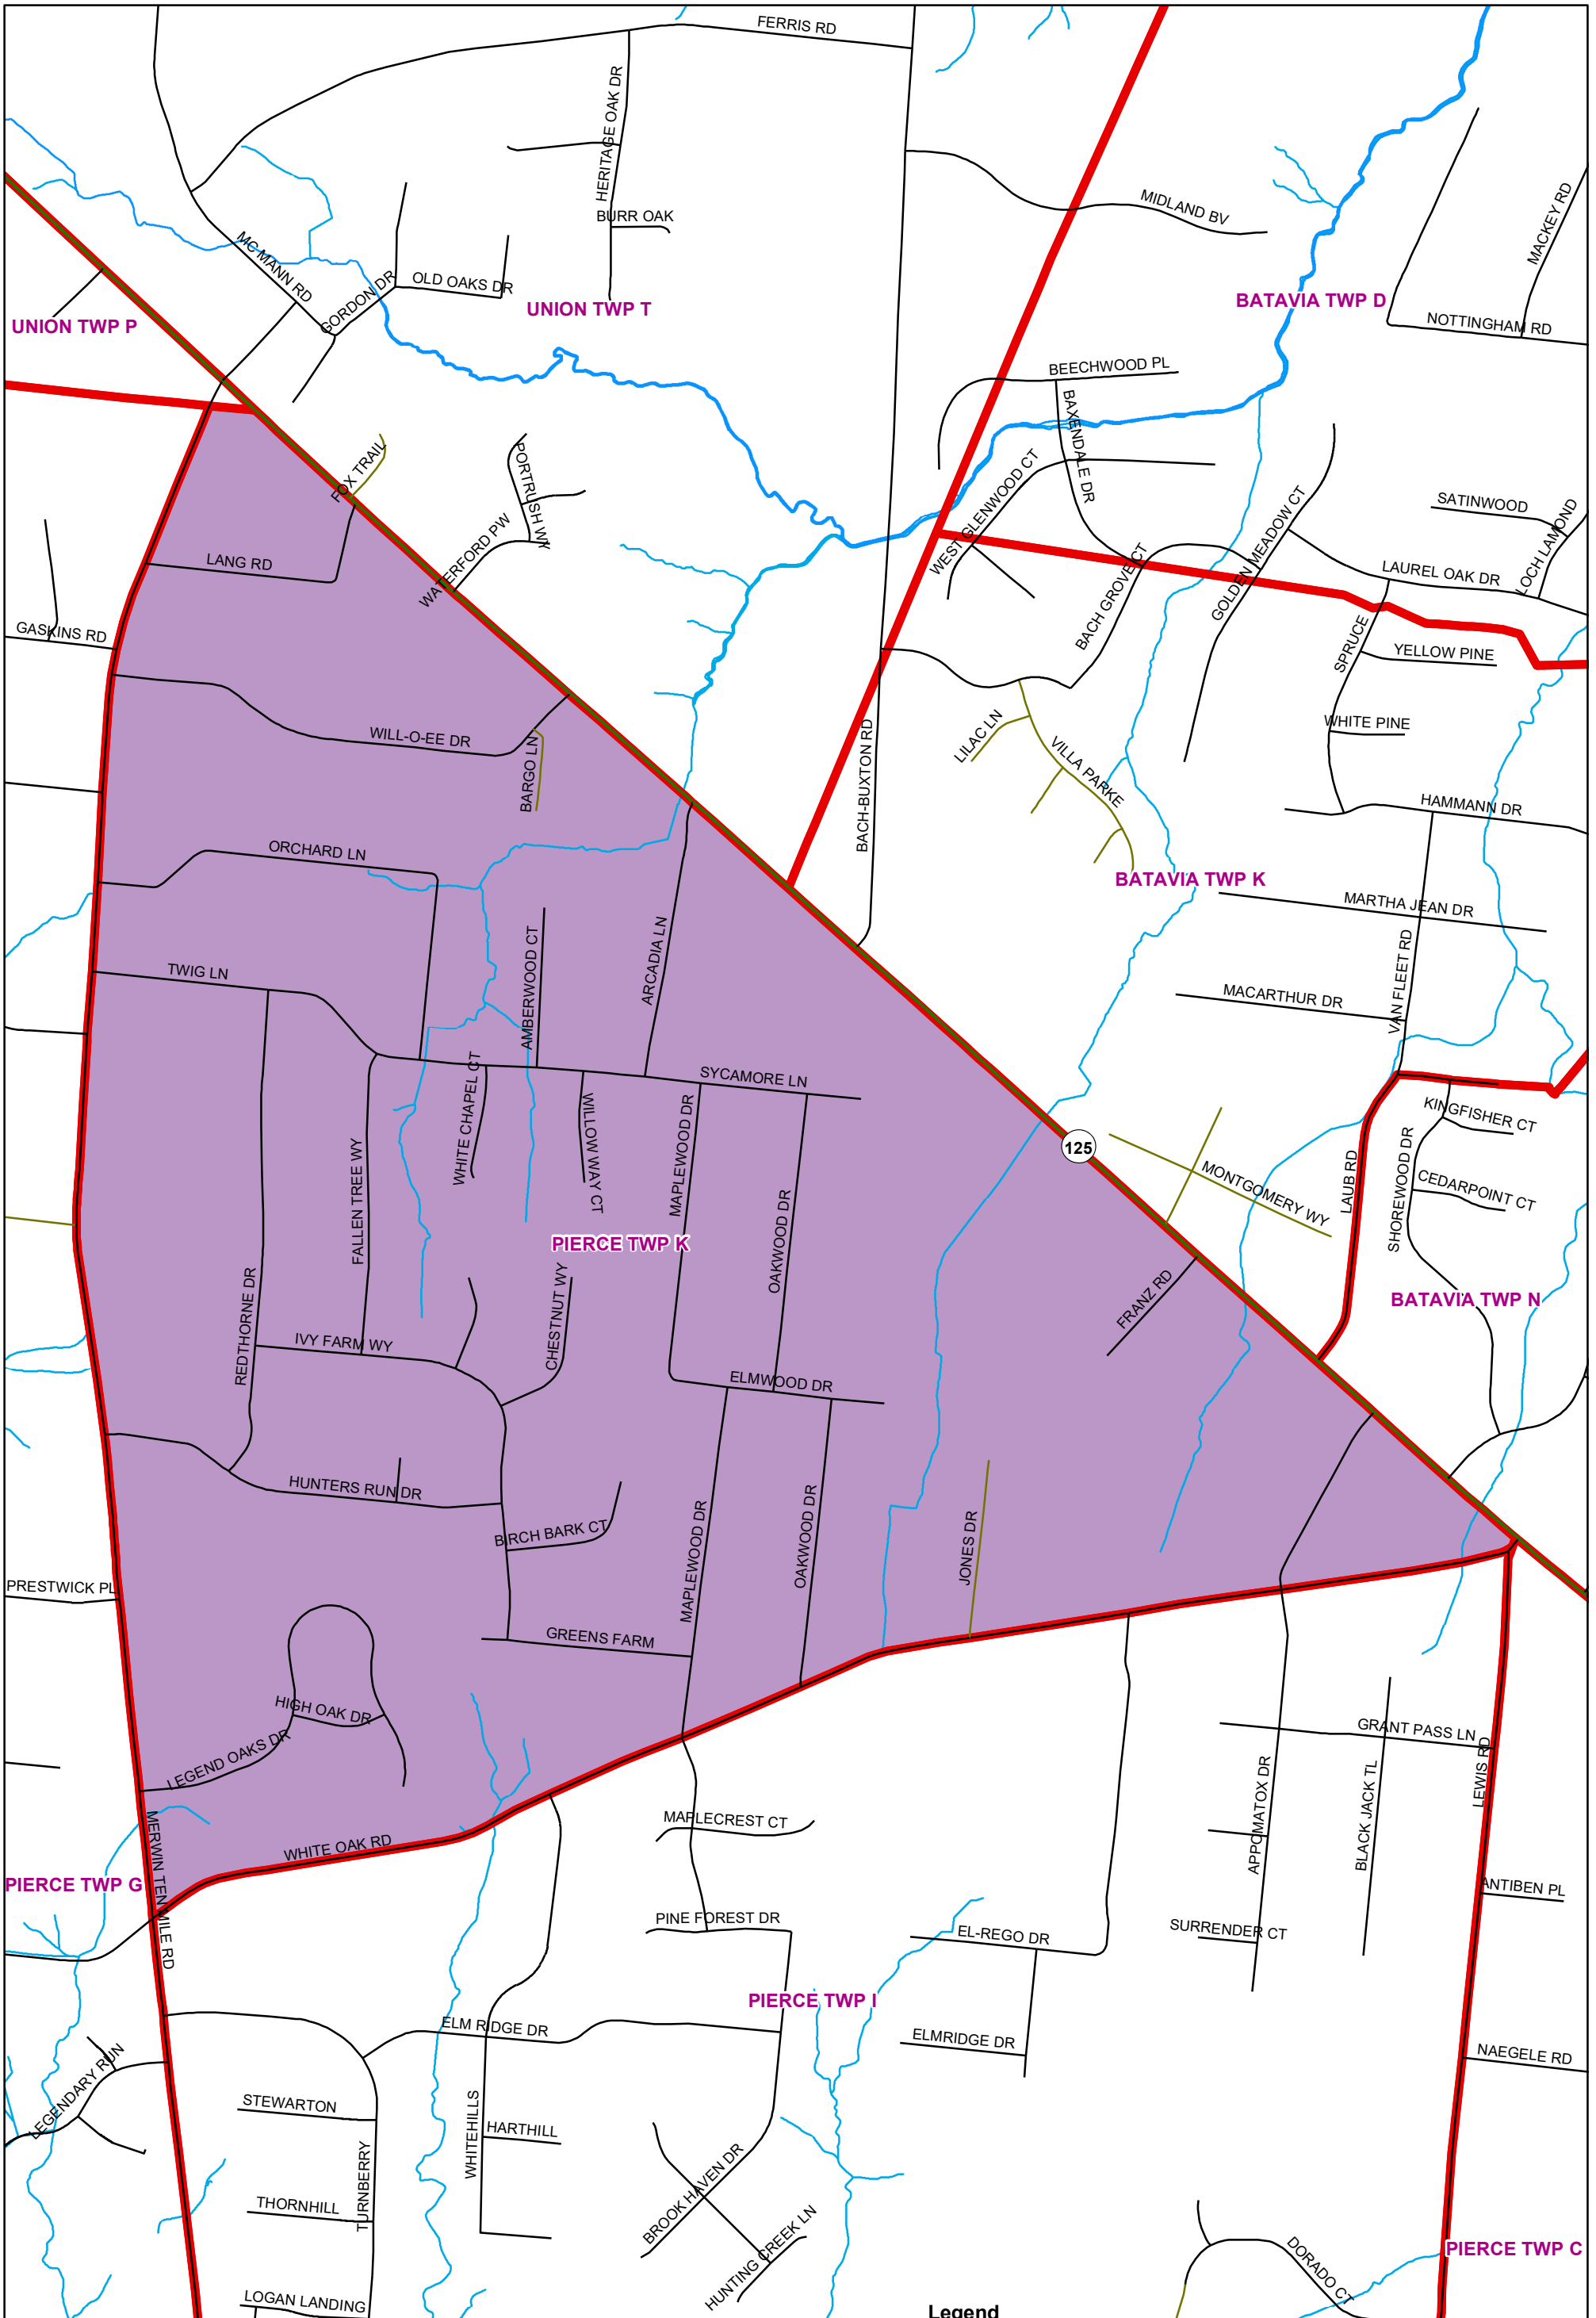 FERRIS RD
HERITAGE OAK DR
BURR OAK
MIDLAND BV
MACKEY RD
MC MANN RD
GORDON DR
OLD OAKS DR
UNION TWP T
UNION TWP P
BATAVIA TWP D
NOTTINGHAM RD
BEECHWOOD PL
BAXENDALE DR
FOX TRAIL
PORTRUSH WY
WATERFORD PW
WEST GLENWOOD CT
GOLDEN MEADOW CT
SATINWOOD
LOCH LAMOND
LAUREL OAK DR
LANG RD
BACH GROVE CT
GASKINS RD
SPRUCE
YELLOW PINE
WHITE PINE
WILL-O-EE DR
BARGO LN
BACH-BUXTON RD
LILAC LN
VILLA PARKE
HAMMANN DR
ORCHARD LN
BATAVIA TWP K
MARTHA JEAN DR
VAN FLEET RD
TWIG LN
AMBERWOOD CT
ARCADIA LN
MACARTHUR DR
SYCAMORE LN
WHITE CHAPEL CT
WILLOW WAY CT
MAPLEWOOD DR
FALLEN TREE WY
OAKWOOD DR
125
KINGFISHER CT
MONTGOMERY WY
LAUB RD
SHOREWOOD DR
CEDARPOINT CT
PIERCE TWP K
REDTHORNE DR
CHESTNUT WY
FRANZ RD
BATAVIA TWP N
IVY FARM WY
ELMWOOD DR
HUNTERS RUN DR
BIRCH BARK CT
MAPLEWOOD DR
OAKWOOD DR
JONES DR
PRESTWICK PL
GREENS FARM
HIGH OAK DR
LEGEND OAKS DR
GRANT PASS LN
LEWIS RD
APPOMATOX DR
BLACK JACK TL
MAPLECREST CT
WHITE OAK RD
MERWIN TEN MILE RD
PIERCE TWP G
ANTIBEN PL
PINE FOREST DR
EL-REGO DR
SURRENDER CT
PIERCE TWP I
ELM RIDGE DR
ELMRIDGE DR
NAEGELE RD
LEGENDARY RUN
STEWARTON
WHITEHILLS
HARTHILL
TURNBERRY
THORNHILL
BROOK HAVEN DR
HUNTING CREEK LN
DORADO CT
PIERCE TWP C
LOGAN LANDING
Legend